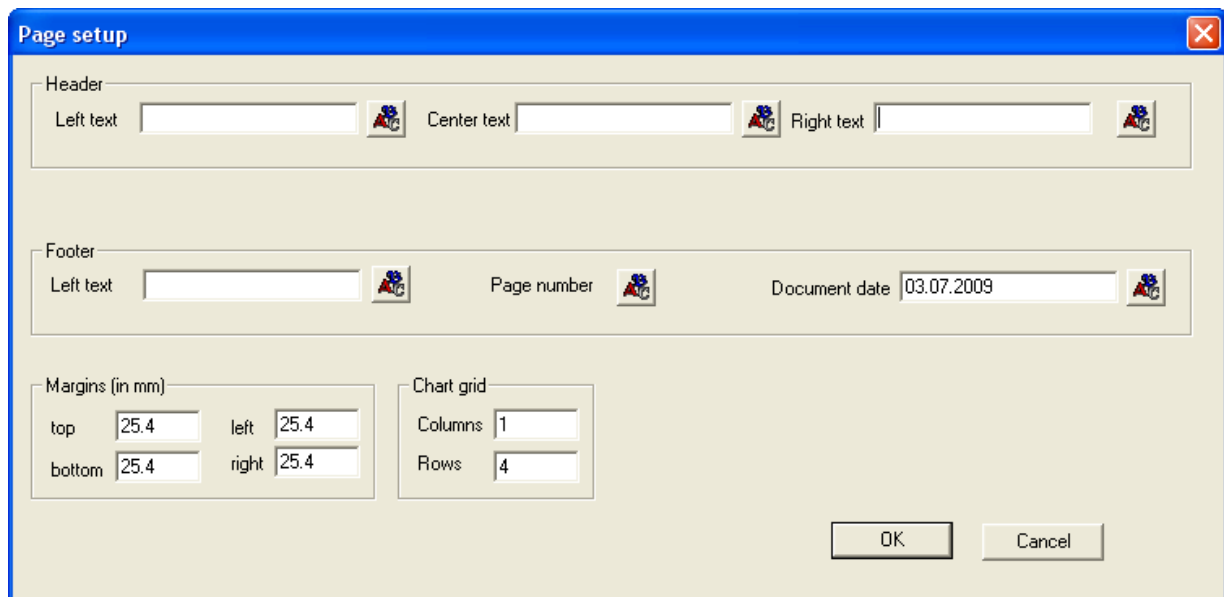 Page setup
Header
Left text Center text Right text
Footer
Left text Page number Document date 03.07.2009
Margins (in mm) Chart grid
top 25.4 left 25.4 Columns 1
bottom 25.4 right 25.4 Rows 4
OK Cancel